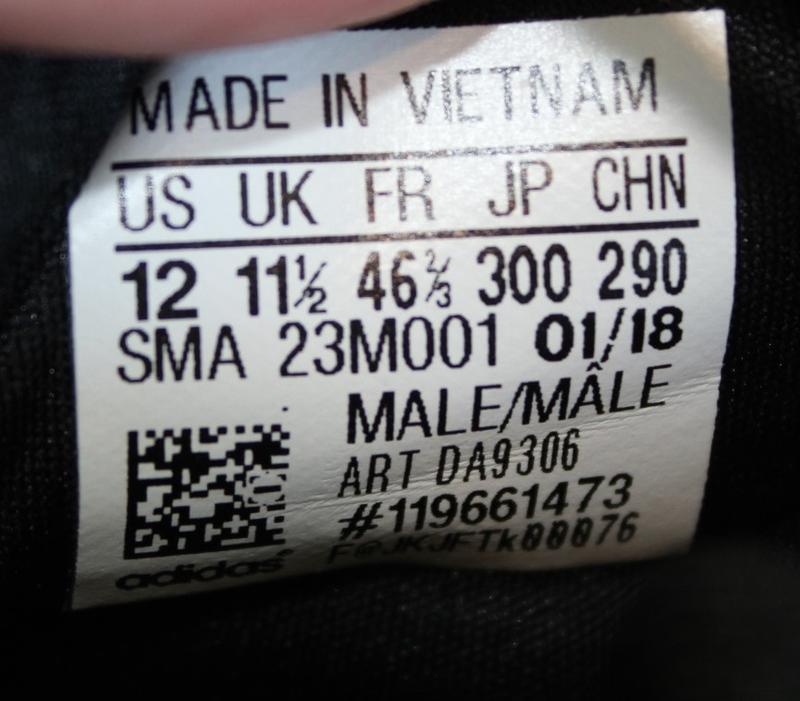 MADE IN VIETNAM
US UK FR JP CHN
12 11½ 46⅔ 300 290
SMA 23M001 01/18
MALE/MÂLE
ART DA9306
#119661473
F@JKJFTk00076
adidas